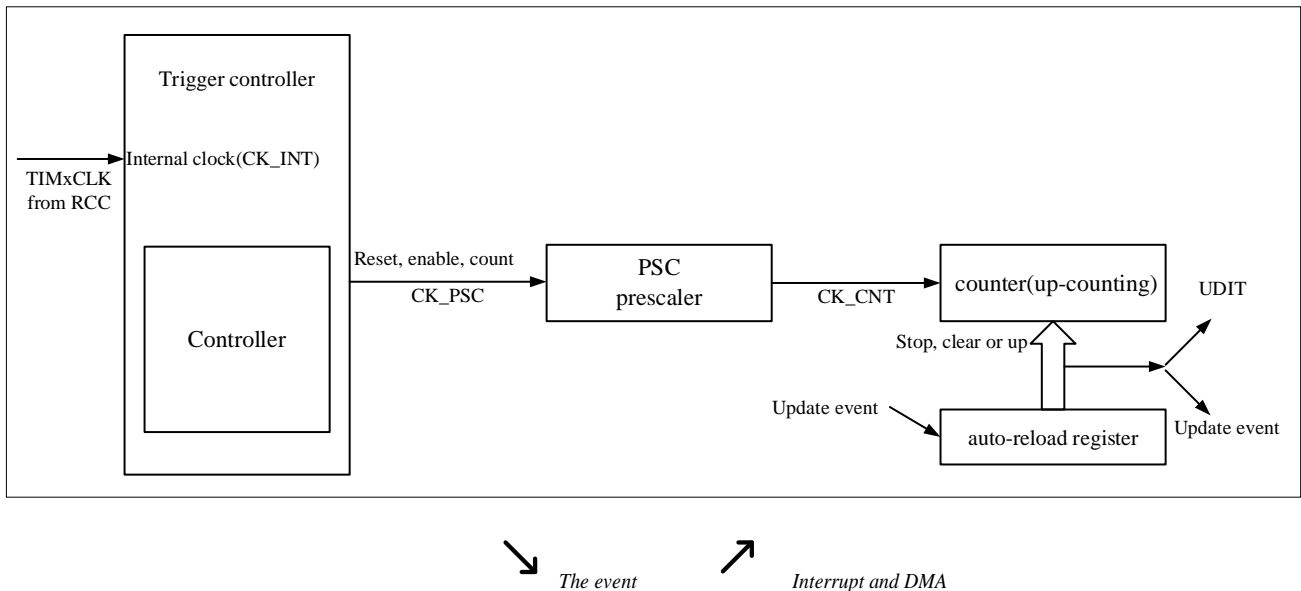 Trigger controller
Internal clock(CK_INT)
TIMxCLK
from RCC
Controller
Reset, enable, count
CK_PSC
PSC
prescaler
CK_CNT
counter(up-counting)
UDIT
Stop, clear or up
Update event
auto-reload register
Update event
The event
Interrupt and DMA